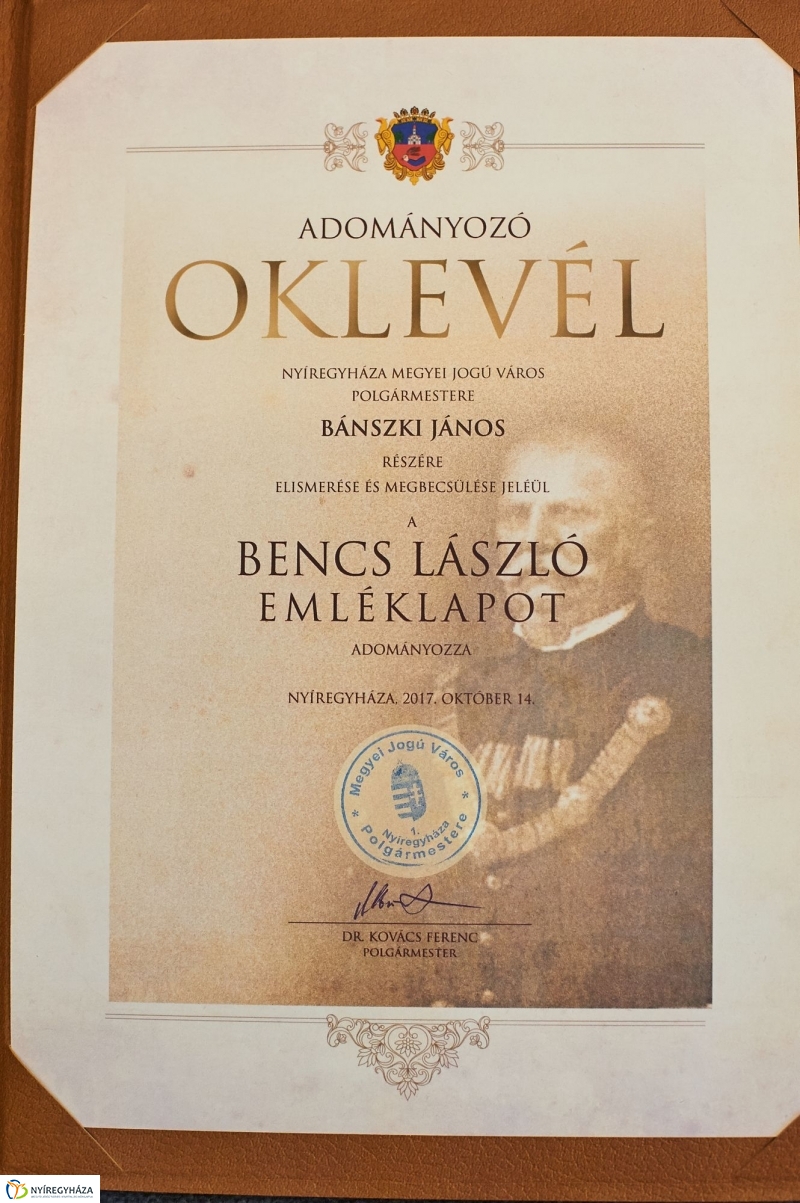 ADOMÁNYOZÓ
OKLEVÉL
NYÍREGYHÁZA MEGYEI JOGÚ VÁROS
POLGÁRMESTERE
BÁNSZKI JÁNOS
RÉSZÉRE
ELISMERÉSE ÉS MEGBECSÜLÉSE JELÉÜL
A
BENCS LÁSZLÓ
EMLÉKLAPOT
ADOMÁNYOZZA
NYÍREGYHÁZA, 2017. OKTÓBER 14.
* Megyei Jogú Város *
1.
Nyíregyháza
Polgármestere
DR. KOVÁCS FERENC
POLGÁRMESTER
NYÍREGYHÁZA